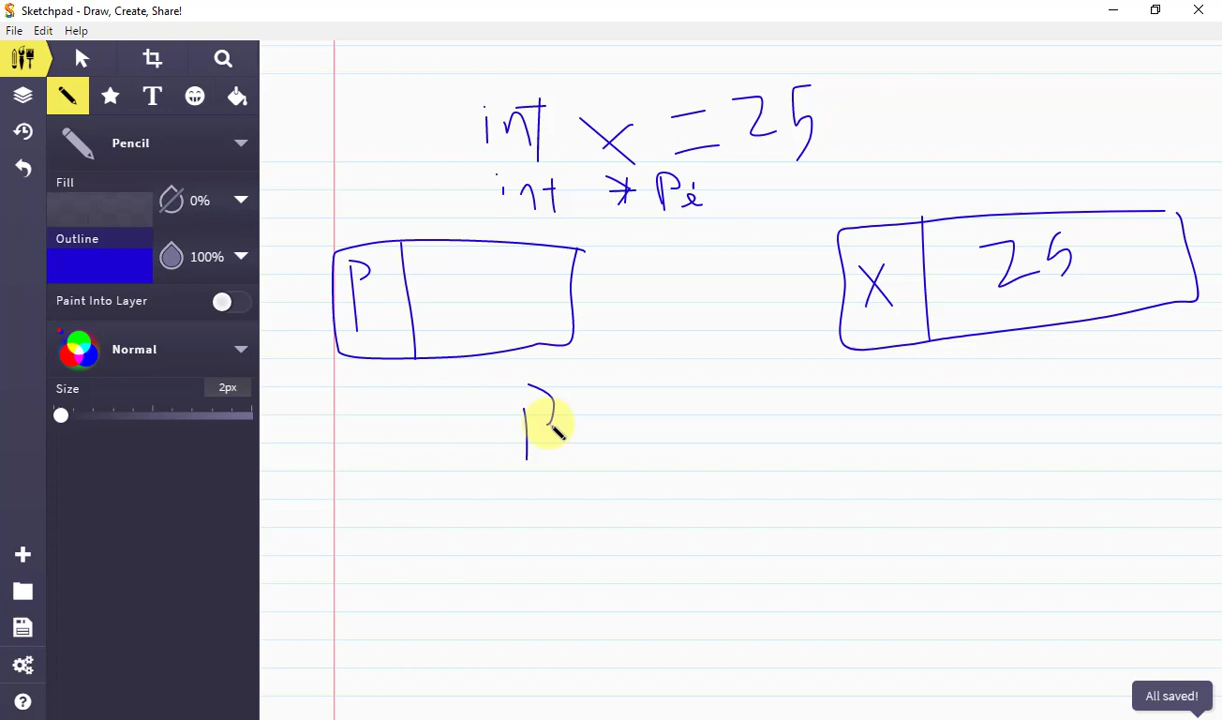 Sketchpad - Draw, Create, Share!
File Edit Help
Pencil
Fill
0%
Outline
100%
Paint Into Layer
Normal
Size 2px
int x = 25
int * P;
P
X 25
P
All saved!